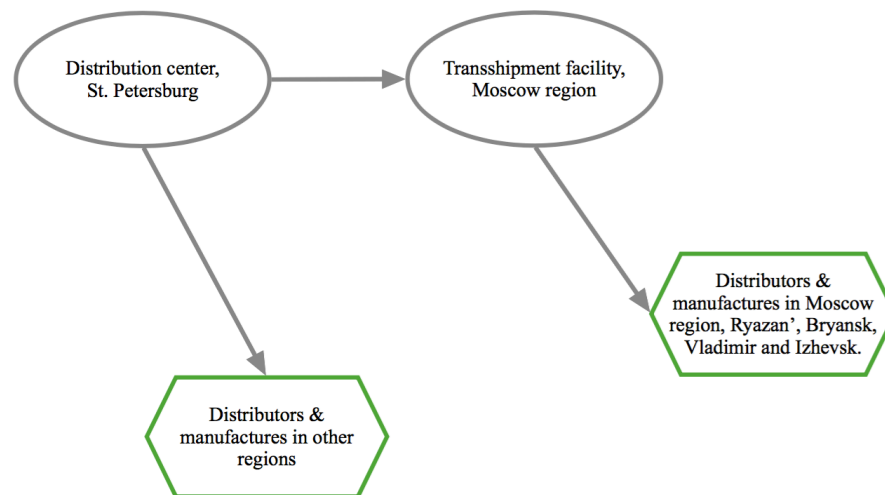 Distribution center,
St. Petersburg
Transshipment facility,
Moscow region
Distributors &
manufactures in Moscow
region, Ryazan’, Bryansk,
Vladimir and Izhevsk.
Distributors &
manufactures in other
regions